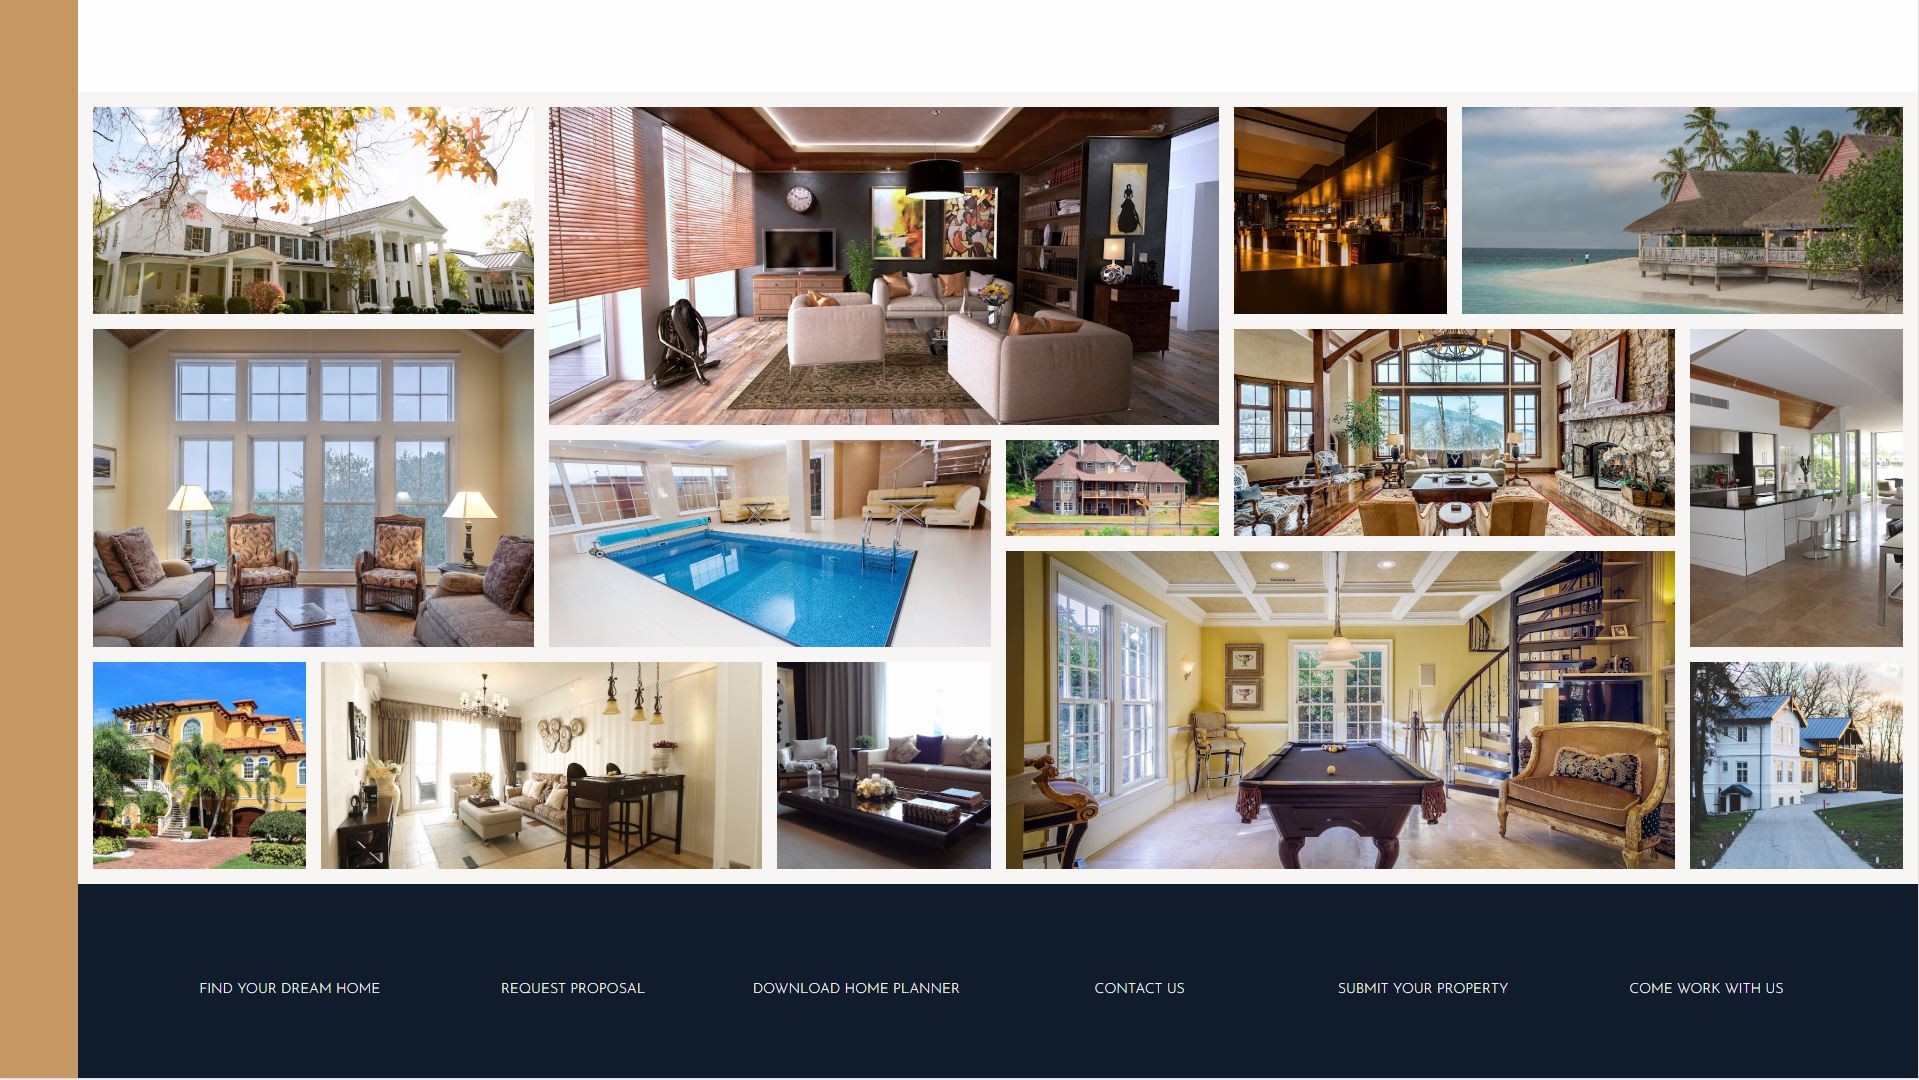 FIND YOUR DREAM HOME
REQUEST PROPOSAL
DOWNLOAD HOME PLANNER
CONTACT US
SUBMIT YOUR PROPERTY
COME WORK WITH US